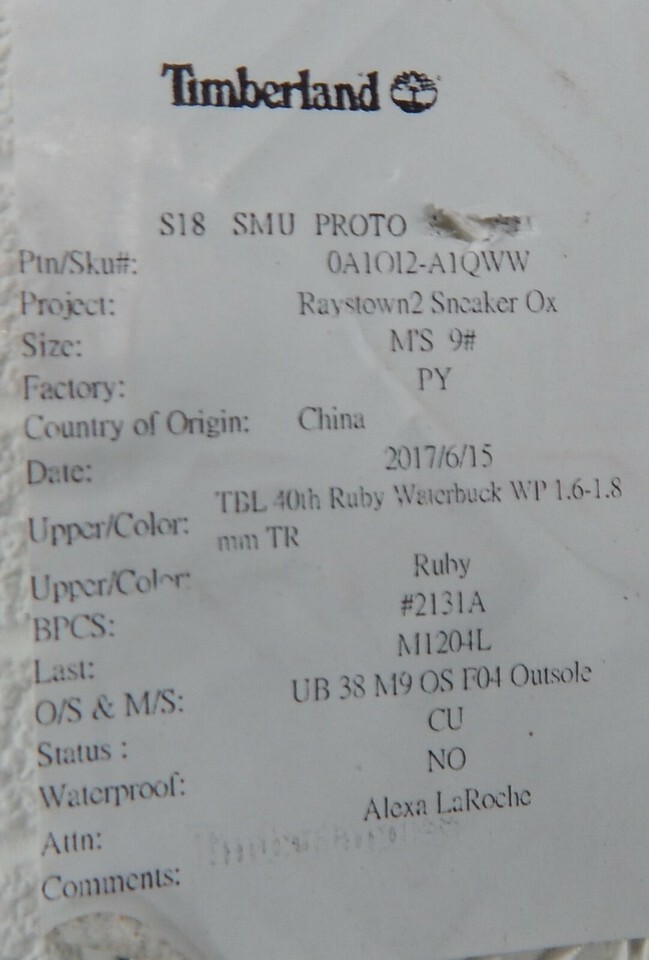 Timberland
S18 SMU PROTO
Ptn/Sku#: 0A1OI2-A1QWW
Project: Raystown2 Sneaker Ox
Size: M'S 9#
Factory: PY
Country of Origin: China
Date: 2017/6/15
Upper/Color: TBL 40th Ruby Waterbuck WP 1.6-1.8
mm TR
Upper/Color: Ruby
BPCS: #2131A
Last: M1204L
O/S & M/S: UB 38 M9 OS F04 Outsole
Status : CU
Waterproof: NO
Attn: Alexa LaRoche
Comments: